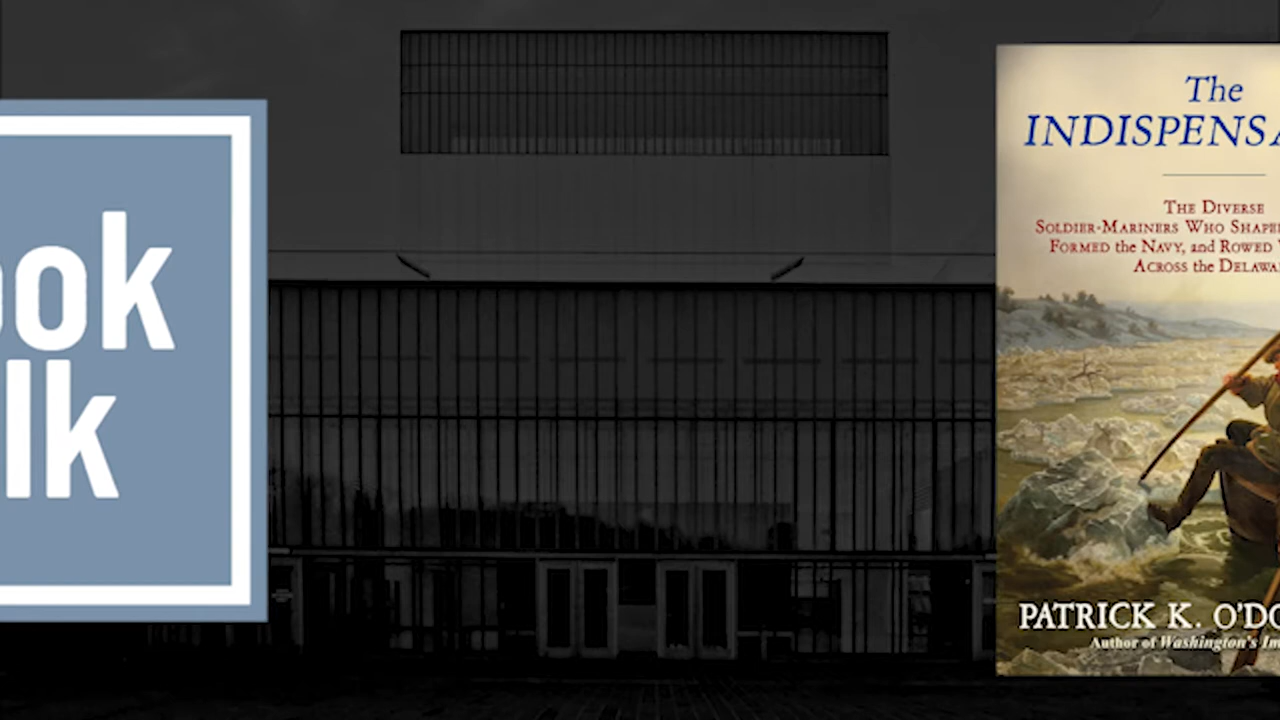 ook
lk
The
INDISPENSA
THE DIVERSE
SOLDIER-MARINERS WHO SHAPE
FORMED the NAVY, and ROWED
ACROSS the DELAWA
PATRICK K. O'DO
Author of Washington's Im